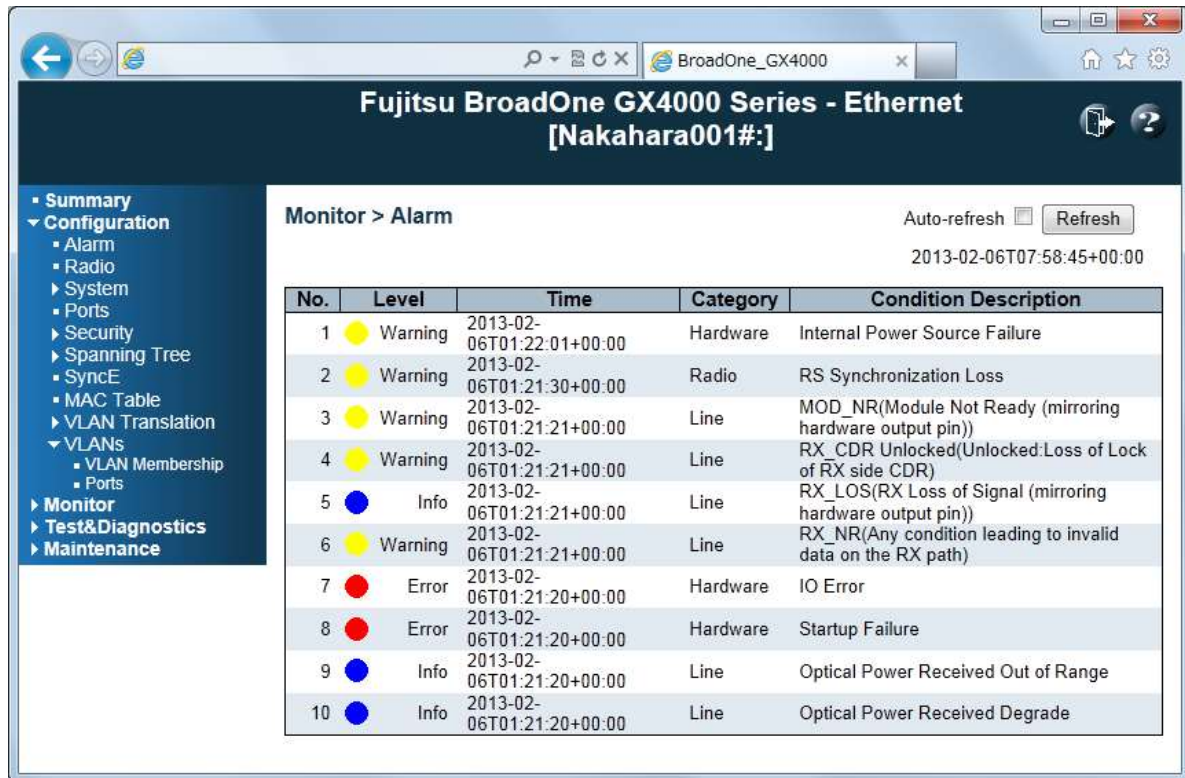 BroadOne_GX4000
Fujitsu BroadOne GX4000 Series - Ethernet
[Nakahara001#:]
Summary
Configuration
Alarm
Radio
System
Ports
Security
Spanning Tree
SyncE
MAC Table
VLAN Translation
VLANs
VLAN Membership
Ports
Monitor
Test&Diagnostics
Maintenance
Monitor > Alarm
Auto-refresh Refresh
2013-02-06T07:58:45+00:00
No. Level Time Category Condition Description
1 Warning 2013-02-
06T01:22:01+00:00 Hardware Internal Power Source Failure
2 Warning 2013-02-
06T01:21:30+00:00 Radio RS Synchronization Loss
3 Warning 2013-02-
06T01:21:21+00:00 Line MOD_NR(Module Not Ready (mirroring
hardware output pin))
4 Warning 2013-02-
06T01:21:21+00:00 Line RX_CDR Unlocked(Unlocked:Loss of Lock
of RX side CDR)
5 Info 2013-02-
06T01:21:21+00:00 Line RX_LOS(RX Loss of Signal (mirroring
hardware output pin))
6 Warning 2013-02-
06T01:21:21+00:00 Line RX_NR(Any condition leading to invalid
data on the RX path)
7 Error 2013-02-
06T01:21:20+00:00 Hardware IO Error
8 Error 2013-02-
06T01:21:20+00:00 Hardware Startup Failure
9 Info 2013-02-
06T01:21:20+00:00 Line Optical Power Received Out of Range
10 Info 2013-02-
06T01:21:20+00:00 Line Optical Power Received Degrade